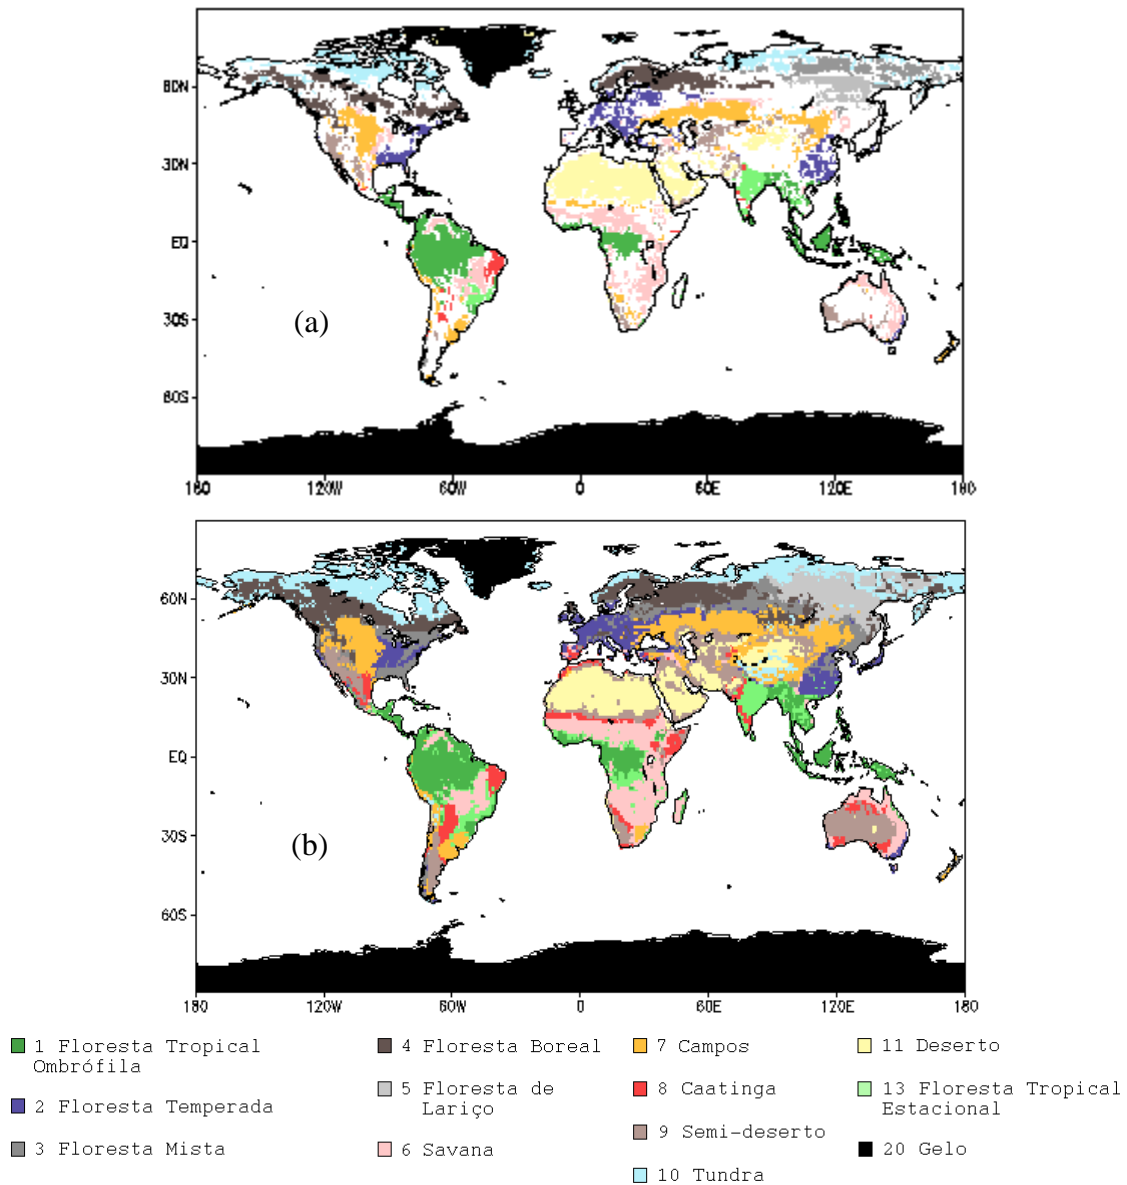 60N
30N
EQ
30S
60S
(a)
180
120W
60W
0
60E
120E
180
60N
30N
EQ
30S
60S
(b)
180
120W
60W
0
60E
120E
180
1 Floresta Tropical
Ombrófila
2 Floresta Temperada
3 Floresta Mista
4 Floresta Boreal
5 Floresta de
Lariço
6 Savana
7 Campos
8 Caatinga
9 Semi-deserto
10 Tundra
11 Deserto
13 Floresta Tropical
Estacional
20 Gelo